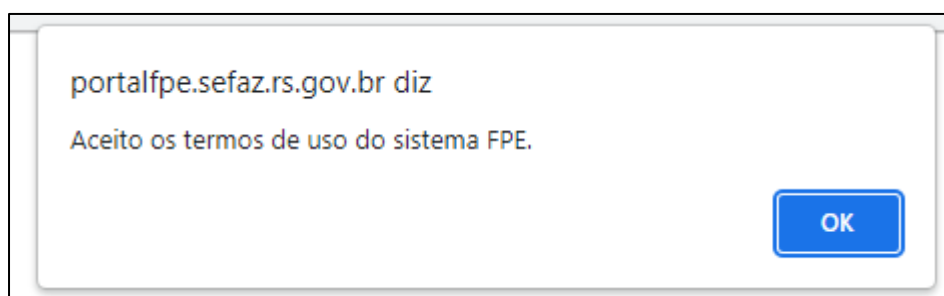 portalfpe.sefaz.rs.gov.br diz
Aceito os termos de uso do sistema FPE.
OK